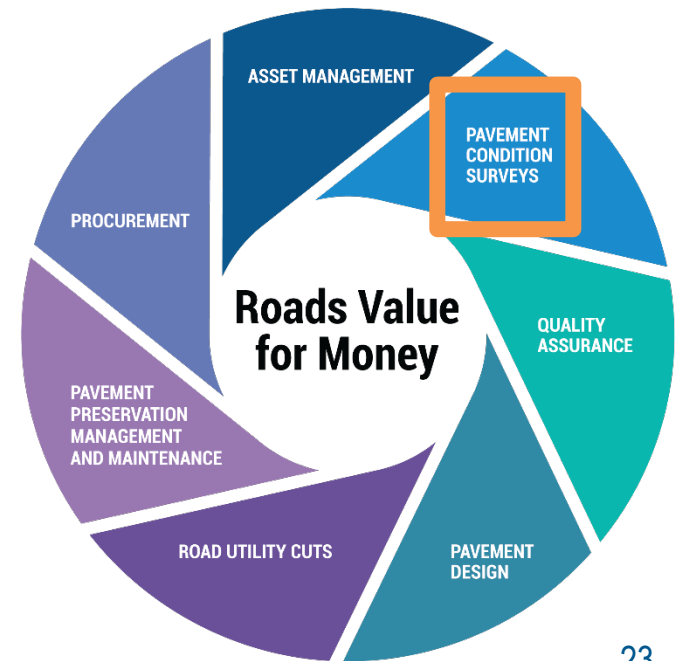 ASSET MANAGEMENT
PAVEMENT
CONDITION
SURVEYS
QUALITY
ASSURANCE
PAVEMENT
DESIGN
ROAD UTILITY CUTS
PAVEMENT
PRESERVATION
MANAGEMENT
AND MAINTENANCE
PROCUREMENT
Roads Value
for Money
23